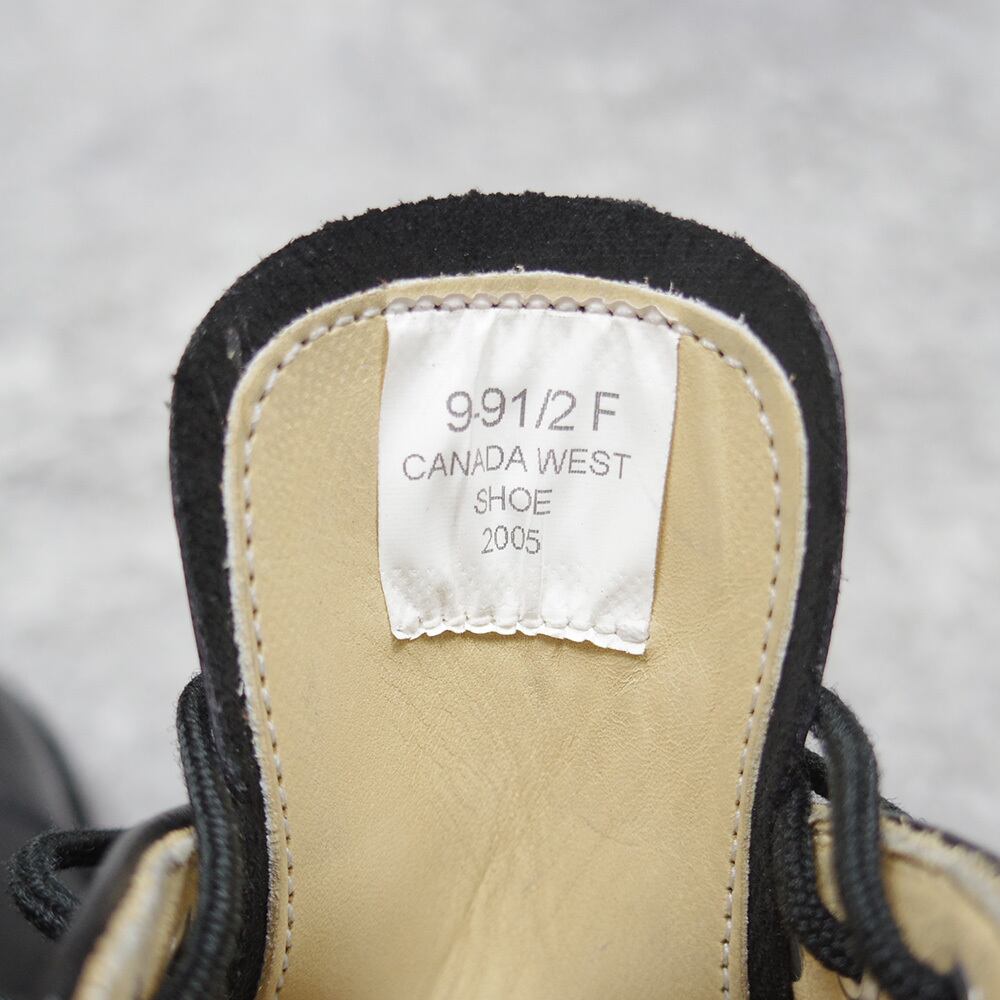 9-91/2 F
CANADA WEST
SHOE
2005